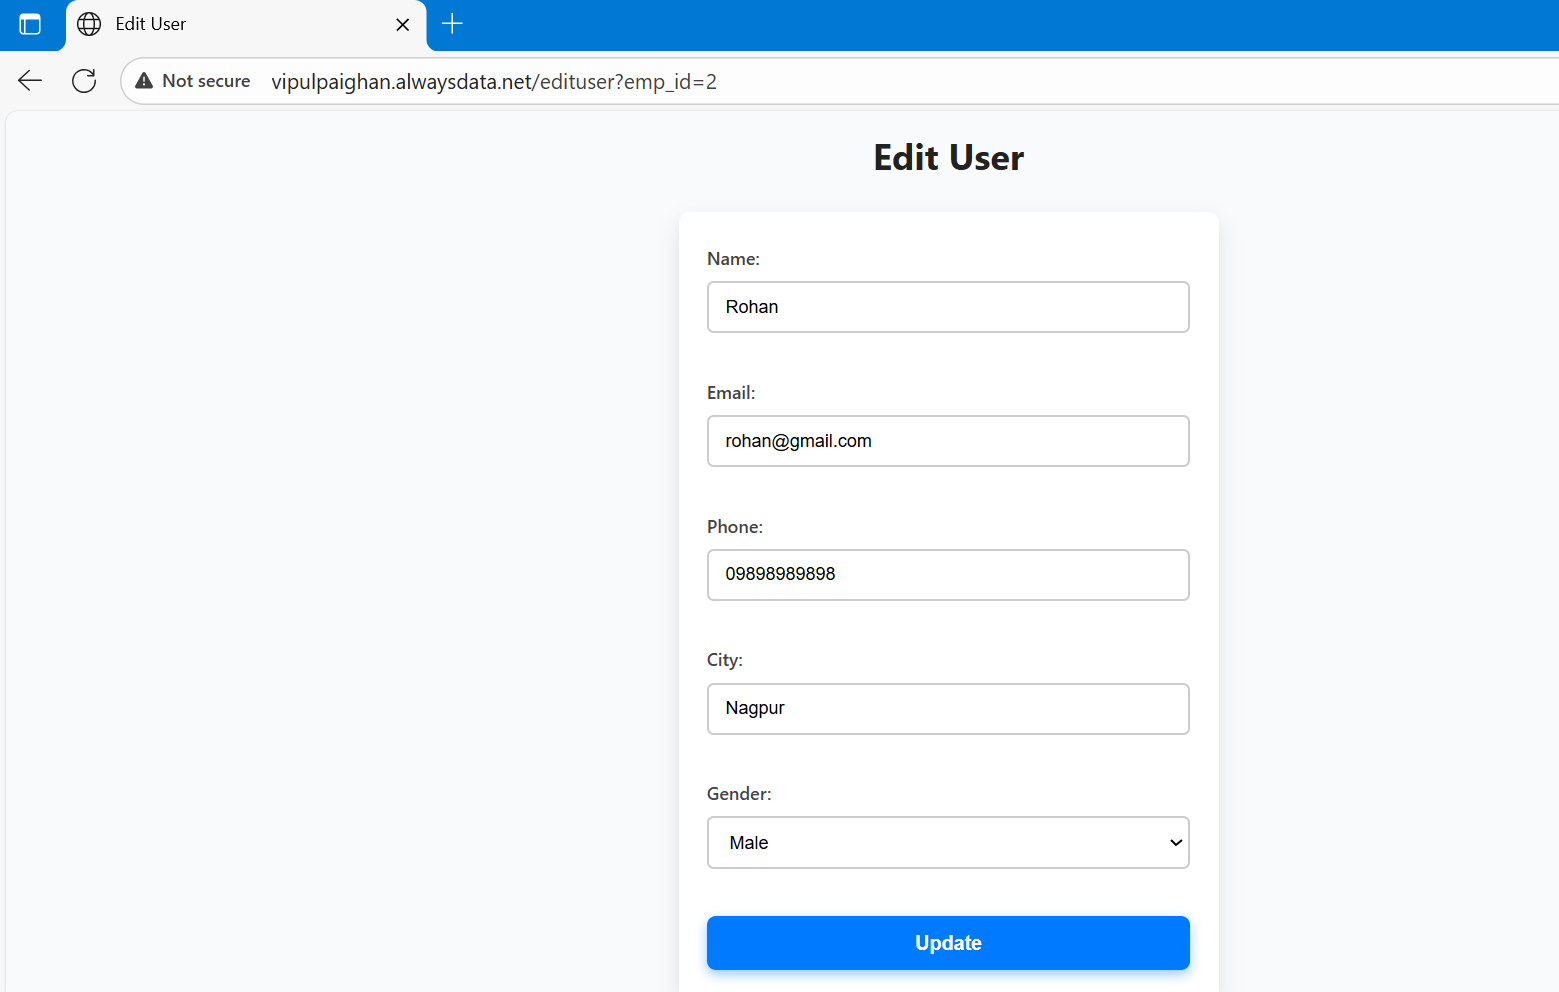 Edit User
Not secure vipulpaighan.alwaysdata.net/edituser?emp_id=2
Edit User
Name:
Rohan
Email:
rohan@gmail.com
Phone:
09898989898
City:
Nagpur
Gender:
Male
Update